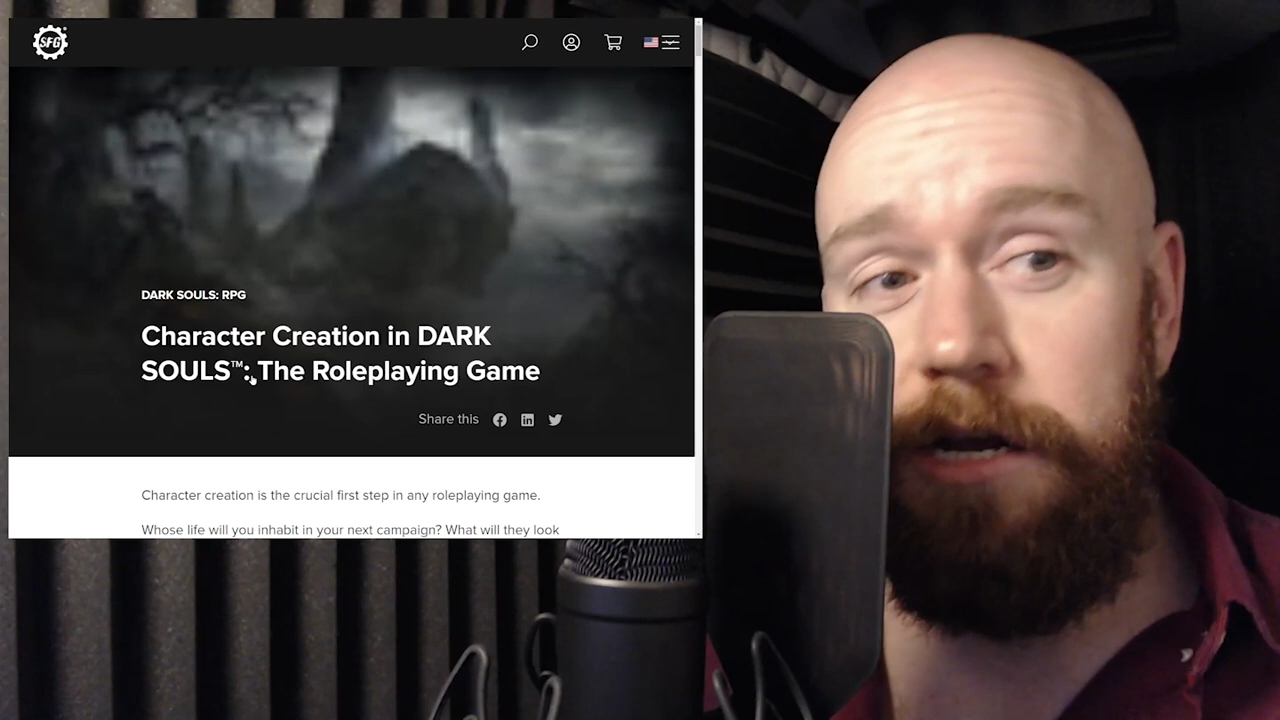 SFG
DARK SOULS: RPG
Character Creation in DARK
SOULS™: The Roleplaying Game
Share this
Character creation is the crucial first step in any roleplaying game.
Whose life will you inhabit in your next campaign? What will they look